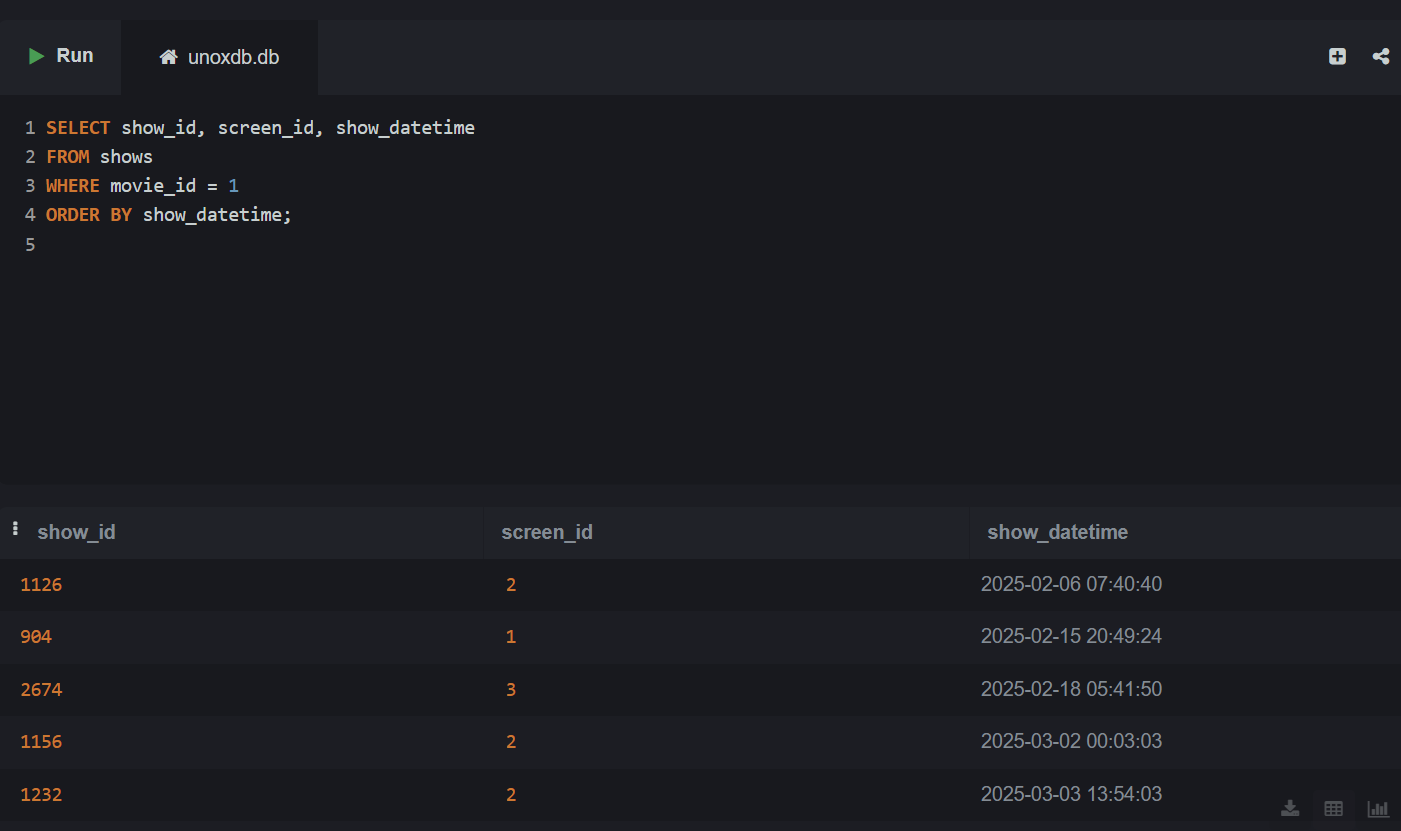 Run unoxdb.db
1 SELECT show_id, screen_id, show_datetime
2 FROM shows
3 WHERE movie_id = 1
4 ORDER BY show_datetime;
5
show_id screen_id show_datetime
1126 2 2025-02-06 07:40:40
904 1 2025-02-15 20:49:24
2674 3 2025-02-18 05:41:50
1156 2 2025-03-02 00:03:03
1232 2 2025-03-03 13:54:03